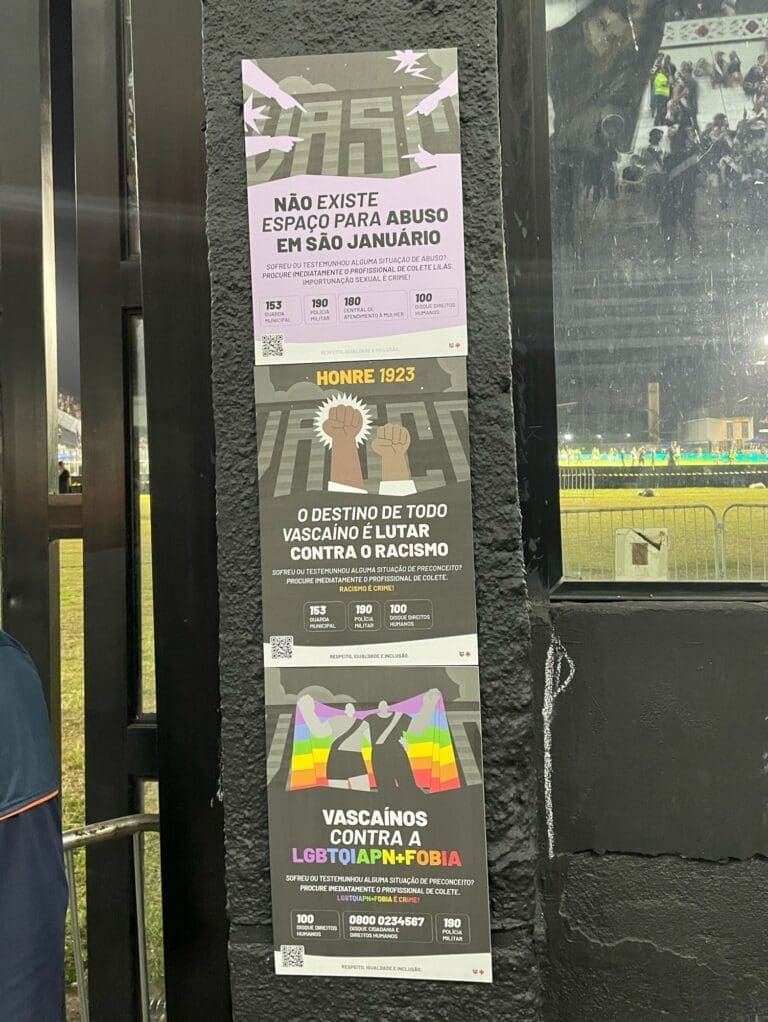 VASC
NÃO EXISTE
ESPAÇO PARA ABUSO
EM SÃO JANUÁRIO
SOFREU OU TESTEMUNHOU ALGUMA SITUAÇÃO DE ABUSO?
PROCURE IMEDIATAMENTE O PROFISSIONAL DE COLETE LILÁS.
IMPORTUNAÇÃO SEXUAL É CRIME!
153 190 180 100
GUARDA MUNICIPAL POLÍCIA MILITAR CENTRAL DE ATENDIMENTO À MULHER DISQUE DIREITOS HUMANOS
RESPEITO, IGUALDADE E INCLUSÃO.
HONRE 1923
VASCO
O DESTINO DE TODO
VASCAÍNO É LUTAR
CONTRA O RACISMO
SOFREU OU TESTEMUNHOU ALGUMA SITUAÇÃO DE PRECONCEITO?
PROCURE IMEDIATAMENTE O PROFISSIONAL DE COLETE.
RACISMO É CRIME!
153 190 100
GUARDA MUNICIPAL POLÍCIA MILITAR DISQUE DIREITOS HUMANOS
RESPEITO, IGUALDADE E INCLUSÃO.
VASCAÍNOS
CONTRA A
LGBTQIAPN+FOBIA
SOFREU OU TESTEMUNHOU ALGUMA SITUAÇÃO DE PRECONCEITO?
PROCURE IMEDIATAMENTE O PROFISSIONAL DE COLETE.
LGBTQIAPN+FOBIA É CRIME!
100 0800 0234567 190
DISQUE DIREITOS HUMANOS DISQUE CIDADANIA E DIREITOS HUMANOS POLÍCIA MILITAR
RESPEITO, IGUALDADE E INCLUSÃO.